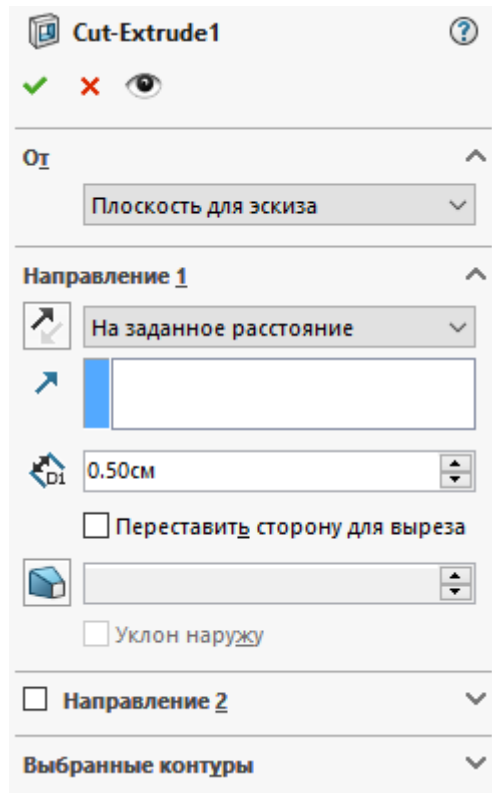 Cut-Extrude1
От
Плоскость для эскиза
Направление 1
На заданное расстояние
D1
0.50см
Переставить сторону для выреза
Уклон наружу
Направление 2
Выбранные контуры